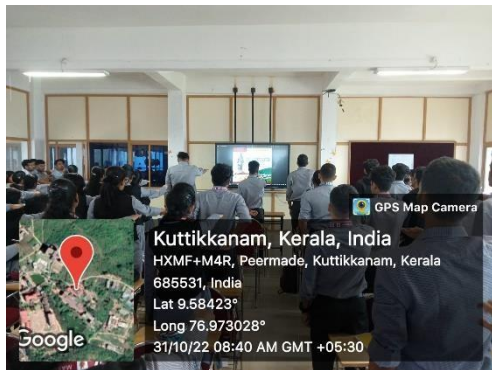 GPS Map Camera
Kuttikkanam, Kerala, India
HXMF+M4R, Peermade, Kuttikkanam, Kerala
685531, India
Lat 9.58423°
Long 76.973028°
31/10/22 08:40 AM GMT +05:30
Google